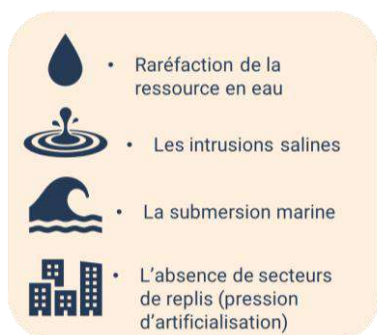 • Raréfaction de la
ressource en eau
• Les intrusions salines
• La submersion marine
• L'absence de secteurs
de replis (pression
d'artificialisation)